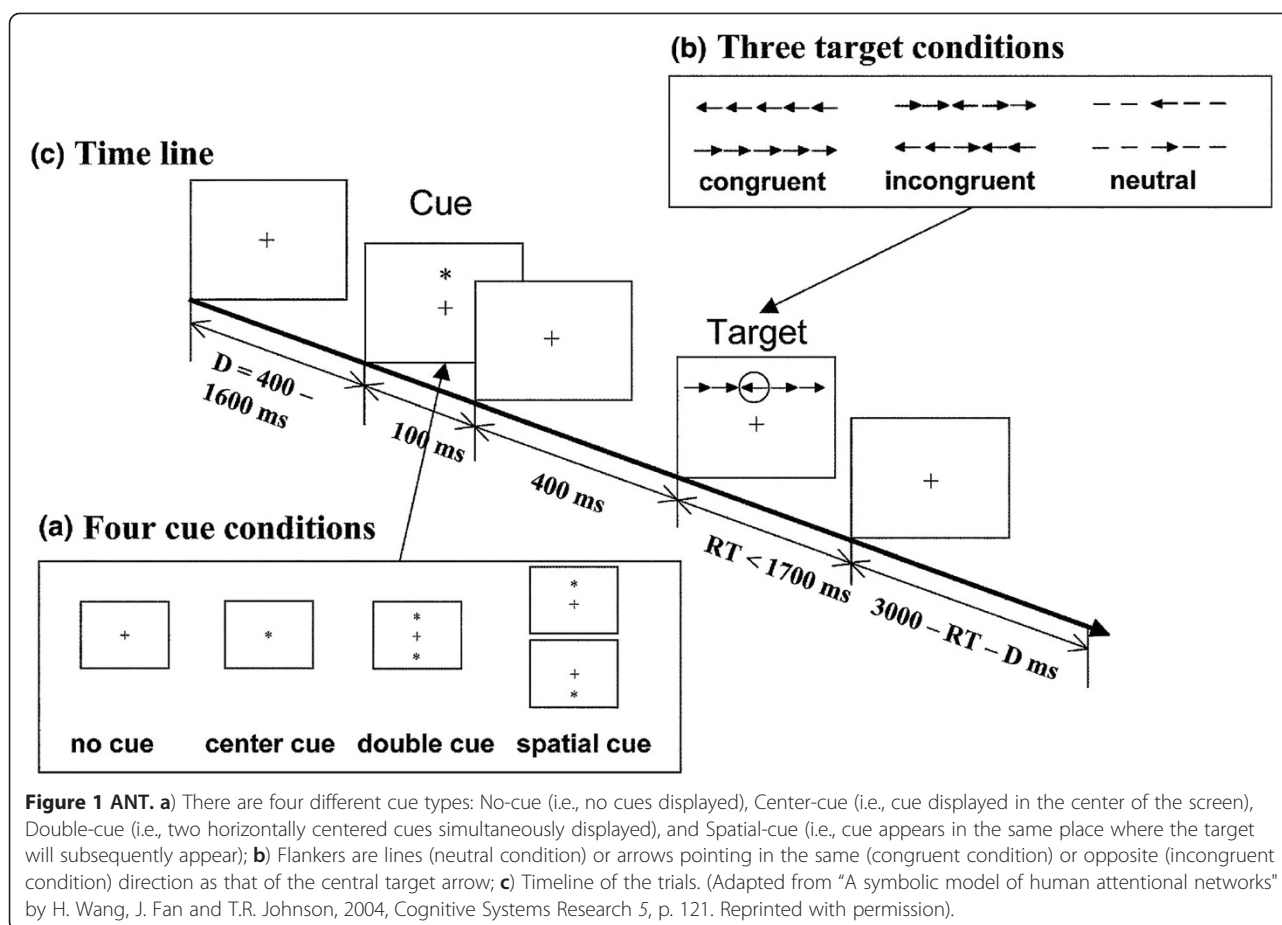 (b) Three target conditions
congruent incongruent neutral
(c) Time line
+
Cue
*
+
+
Target
+
+
D = 400 –
1600 ms
100 ms
400 ms
RT < 1700 ms
3000 – RT – D ms
(a) Four cue conditions
+
*
*
+
*
*
+
+
*
no cue center cue double cue spatial cue
Figure 1 ANT. a) There are four different cue types: No-cue (i.e., no cues displayed), Center-cue (i.e., cue displayed in the center of the screen),
Double-cue (i.e., two horizontally centered cues simultaneously displayed), and Spatial-cue (i.e., cue appears in the same place where the target
will subsequently appear); b) Flankers are lines (neutral condition) or arrows pointing in the same (congruent condition) or opposite (incongruent
condition) direction as that of the central target arrow; c) Timeline of the trials. (Adapted from “A symbolic model of human attentional networks"
by H. Wang, J. Fan and T.R. Johnson, 2004, Cognitive Systems Research 5, p. 121. Reprinted with permission).